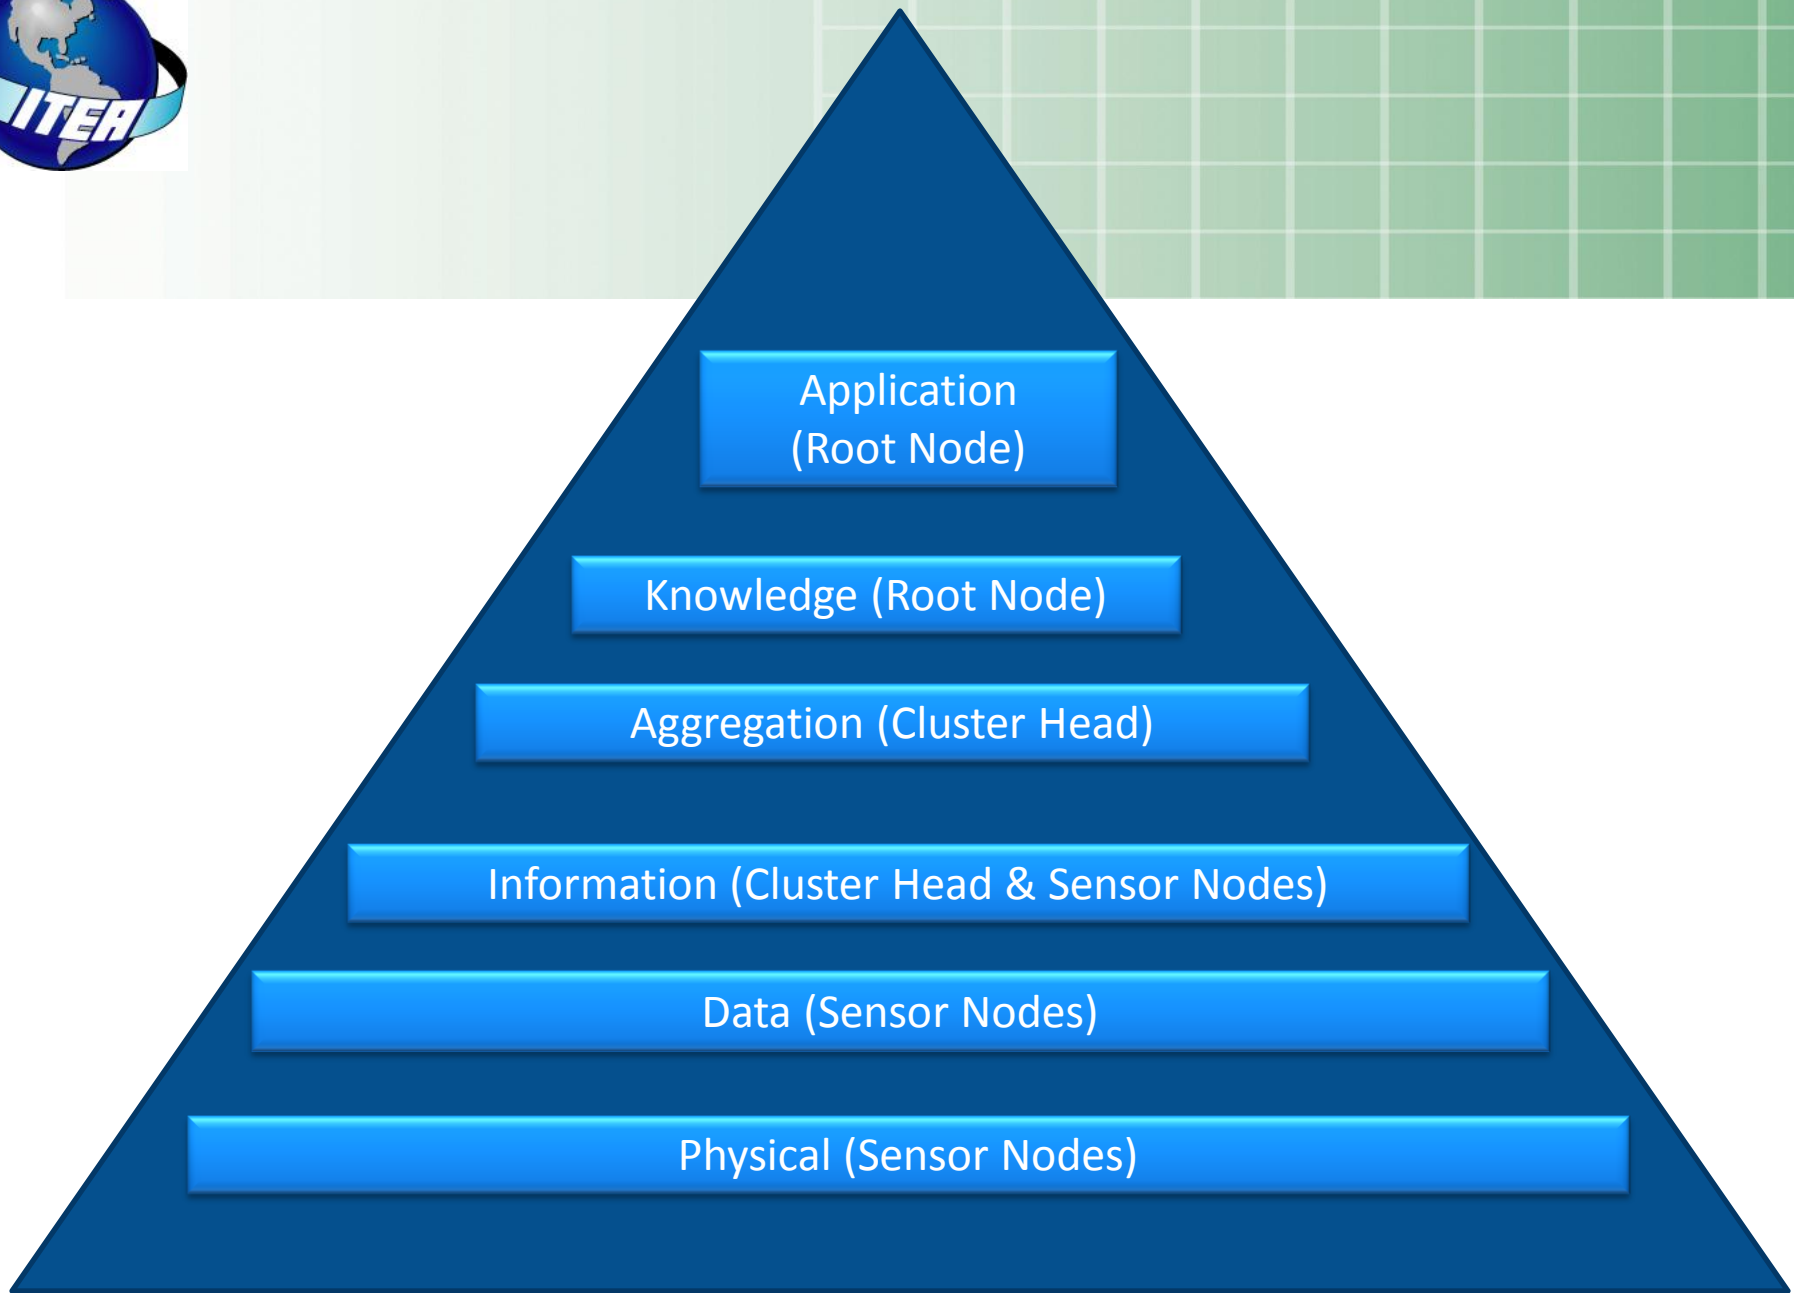 ITEA
Application
(Root Node)
Knowledge (Root Node)
Aggregation (Cluster Head)
Information (Cluster Head & Sensor Nodes)
Data (Sensor Nodes)
Physical (Sensor Nodes)